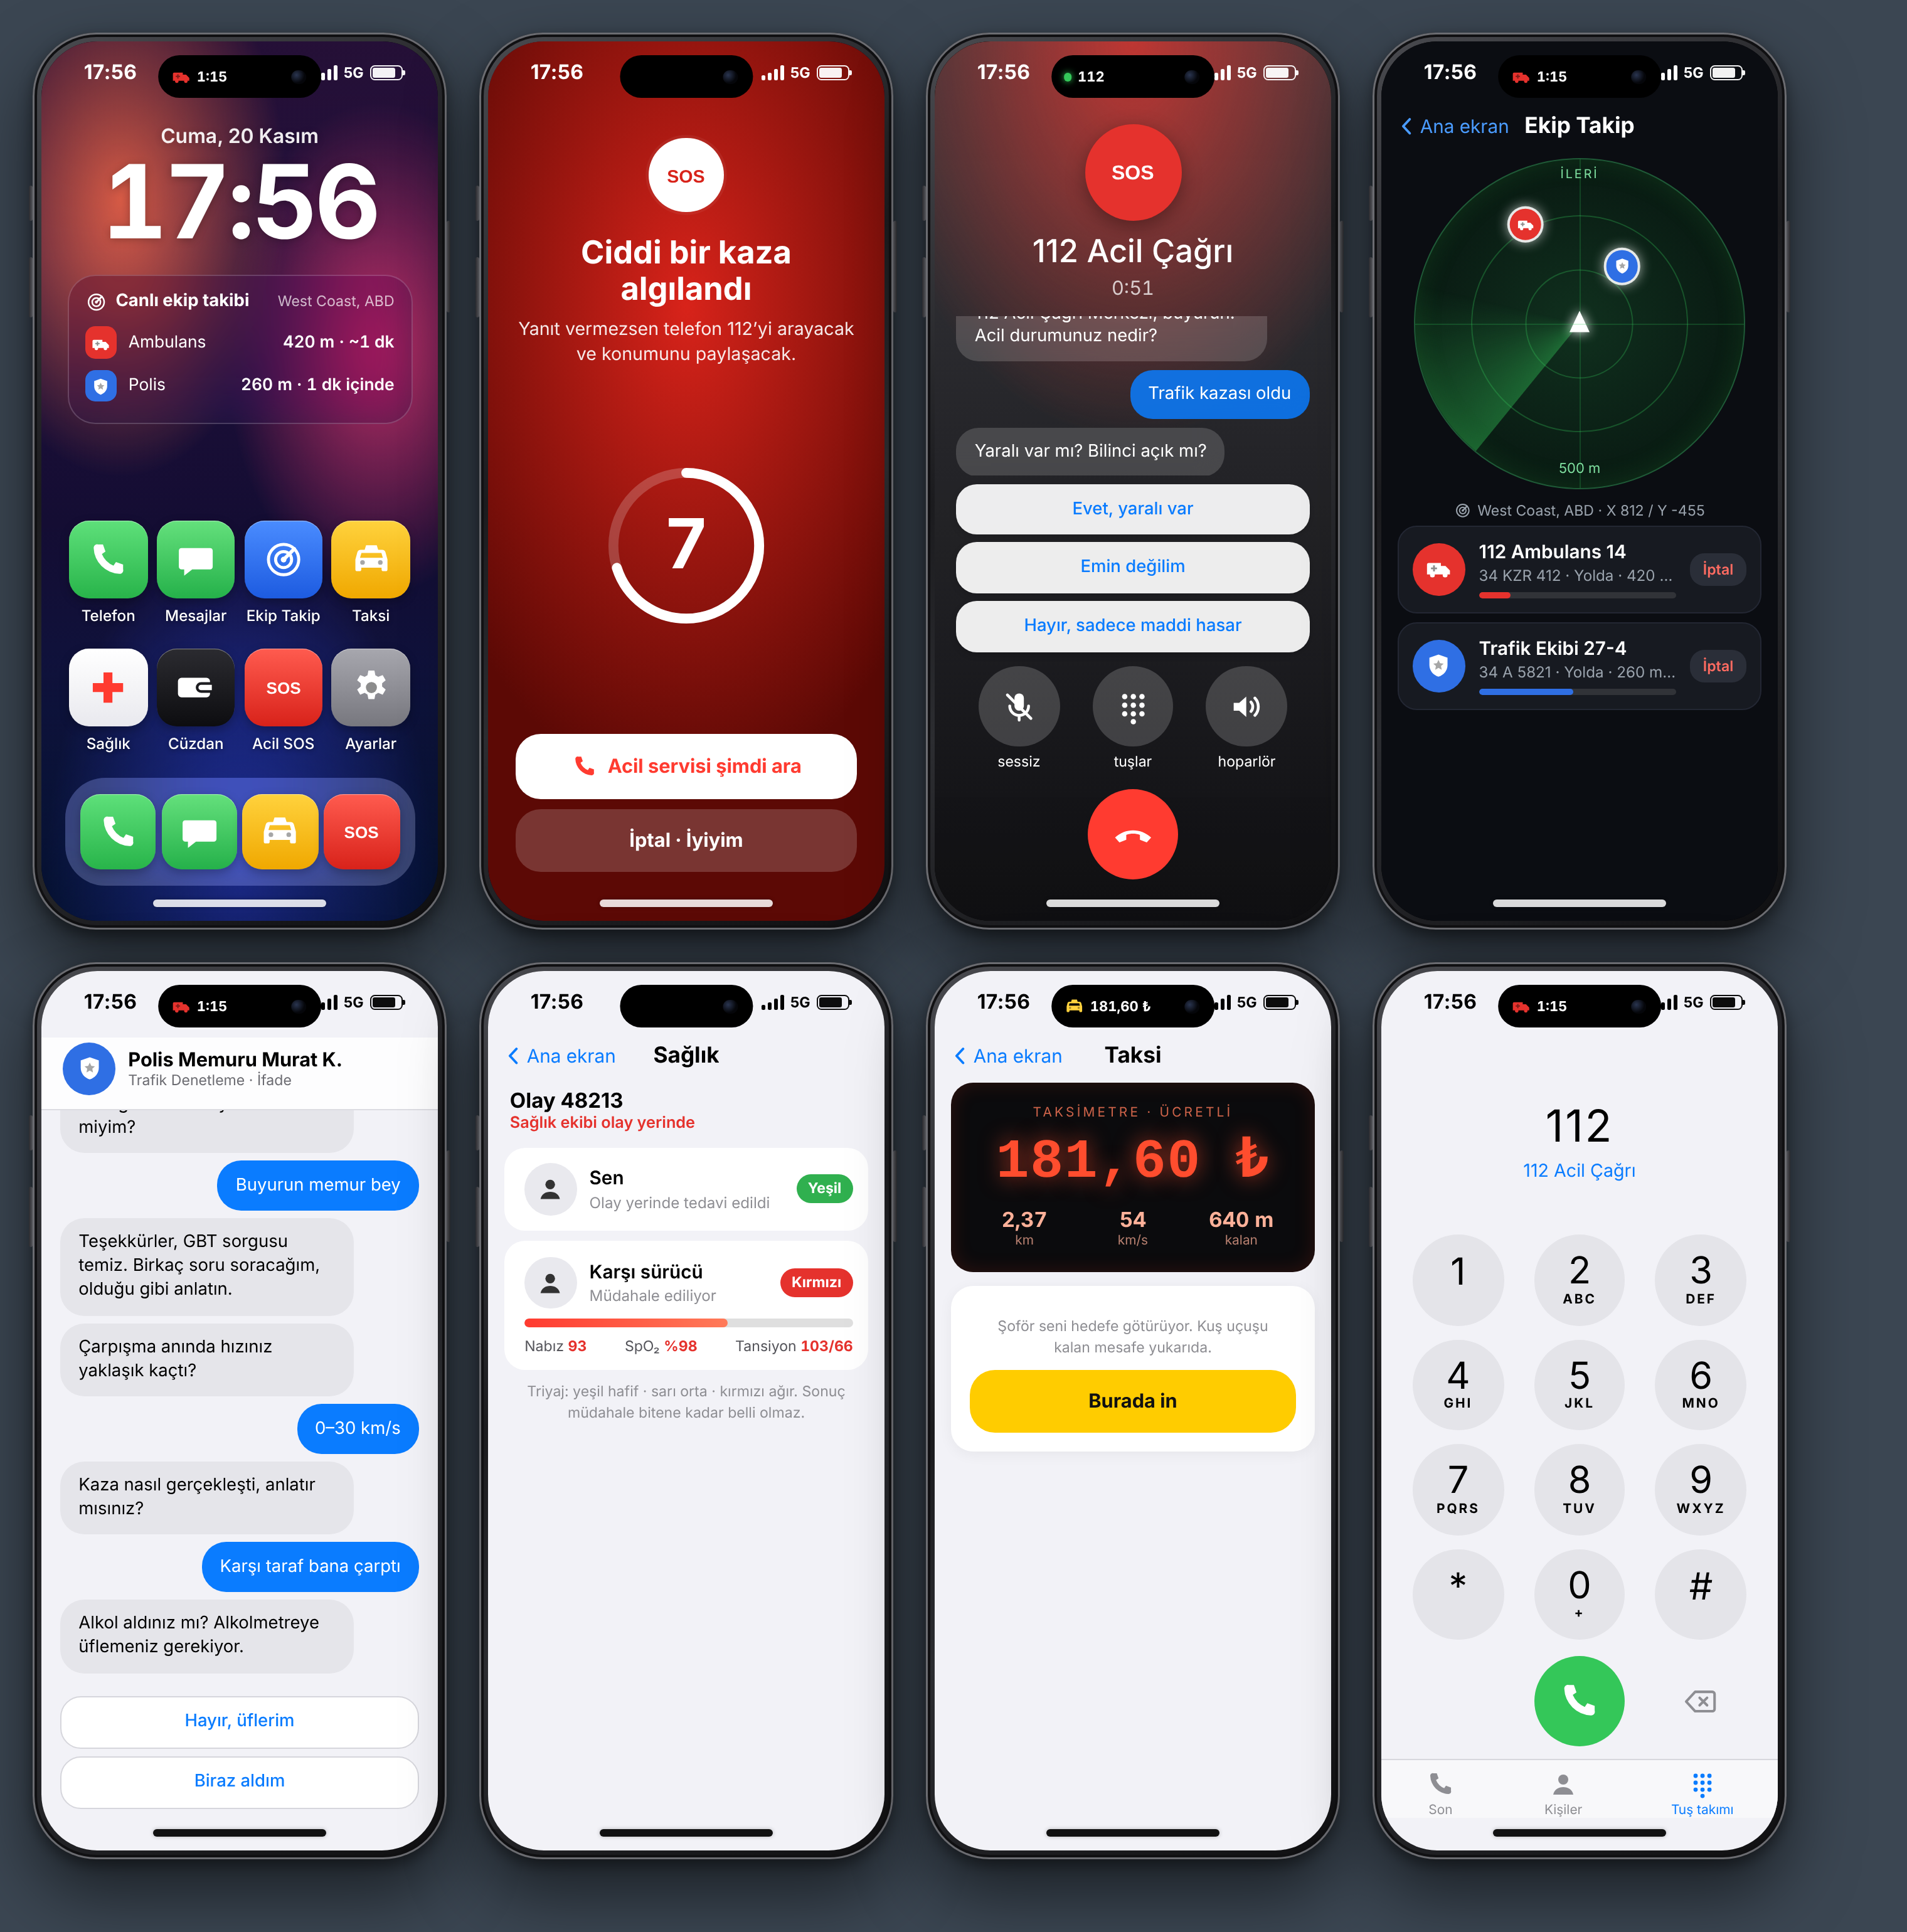 17:56
1:15
5G
Cuma, 20 Kasım
17:56
Canlı ekip takibi
West Coast, ABD
Ambulans
420 m · ~1 dk
Polis
260 m · 1 dk içinde
Telefon
Mesajlar
Ekip Takip
Taksi
SOS
Sağlık
Cüzdan
Acil SOS
Ayarlar
SOS
17:56
5G
SOS
Ciddi bir kaza
algılandı
Yanıt vermezsen telefon 112’yi arayacak
ve konumunu paylaşacak.
7
Acil servisi şimdi ara
İptal · İyiyim
17:56
112
5G
SOS
112 Acil Çağrı
0:51
112 Acil Çağrı Merkezi, buyurun.
Acil durumunuz nedir?
Trafik kazası oldu
Yaralı var mı? Bilinci açık mı?
Evet, yaralı var
Emin değilim
Hayır, sadece maddi hasar
sessiz
tuşlar
hoparlör
17:56
1:15
5G
Ana ekran
Ekip Takip
İLERİ
500 m
West Coast, ABD · X 812 / Y -455
112 Ambulans 14
34 KZR 412 · Yolda · 420 ...
İptal
Trafik Ekibi 27-4
34 A 5821 · Yolda · 260 m...
İptal
17:56
1:15
5G
Polis Memuru Murat K.
Trafik Denetleme · İfade
miyim?
Buyurun memur bey
Teşekkürler, GBT sorgusu
temiz. Birkaç soru soracağım,
olduğu gibi anlatın.
Çarpışma anında hızınız
yaklaşık kaçtı?
0–30 km/s
Kaza nasıl gerçekleşti, anlatır
mısınız?
Karşı taraf bana çarptı
Alkol aldınız mı? Alkolmetreye
üflemeniz gerekiyor.
Hayır, üflerim
Biraz aldım
17:56
5G
Ana ekran
Sağlık
Olay 48213
Sağlık ekibi olay yerinde
Sen
Olay yerinde tedavi edildi
Yeşil
Karşı sürücü
Müdahale ediliyor
Kırmızı
Nabız 93
SpO₂ %98
Tansiyon 103/66
Triyaj: yeşil hafif · sarı orta · kırmızı ağır. Sonuç
müdahale bitene kadar belli olmaz.
17:56
181,60 ₺
5G
Ana ekran
Taksi
TAKSİMETRE · ÜCRETLİ
181,60 ₺
2,37
km
54
km/s
640 m
kalan
Şoför seni hedefe götürüyor. Kuş uçuşu
kalan mesafe yukarıda.
Burada in
17:56
1:15
5G
112
112 Acil Çağrı
1
2
ABC
3
DEF
4
GHI
5
JKL
6
MNO
7
PQRS
8
TUV
9
WXYZ
*
0
+
#
Son
Kişiler
Tuş takımı